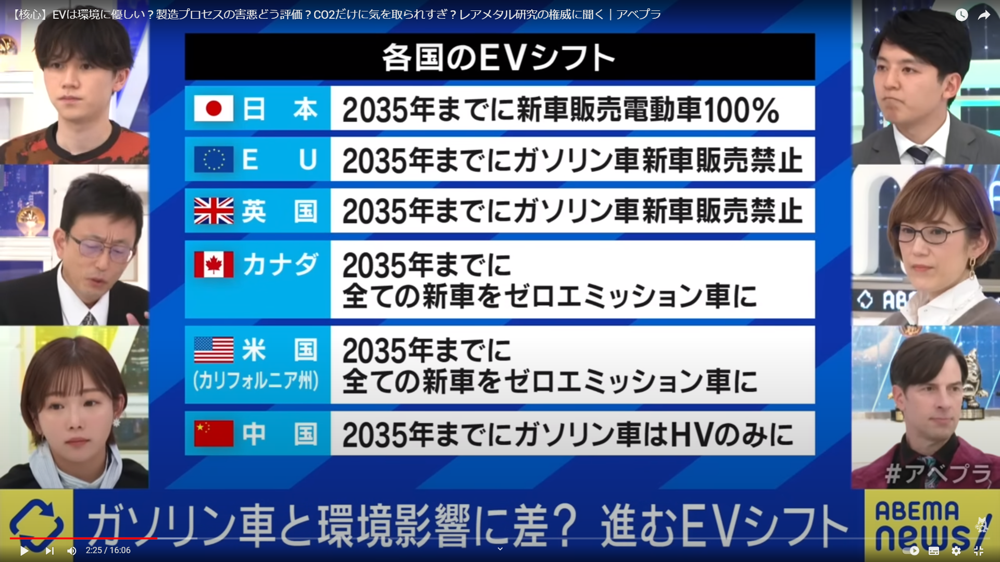 【核心】EVは環境に優しい？製造プロセスの害悪どう評価？CO2だけに気を取られすぎ？レアメタル研究の権威に聞く｜アベプラ
各国のEVシフト
日本 2035年までに新車販売電動車100%
EU 2035年までにガソリン車新車販売禁止
英国 2035年までにガソリン車新車販売禁止
カナダ 2035年までに
全ての新車をゼロエミッション車に
米国 2035年までに
(カリフォルニア州) 全ての新車をゼロエミッション車に
中国 2035年までにガソリン車はHVのみに
#アベプラ
ガソリン車と環境影響に差? 進むEVシフト
ABEMA
news/
2:25 / 16:06